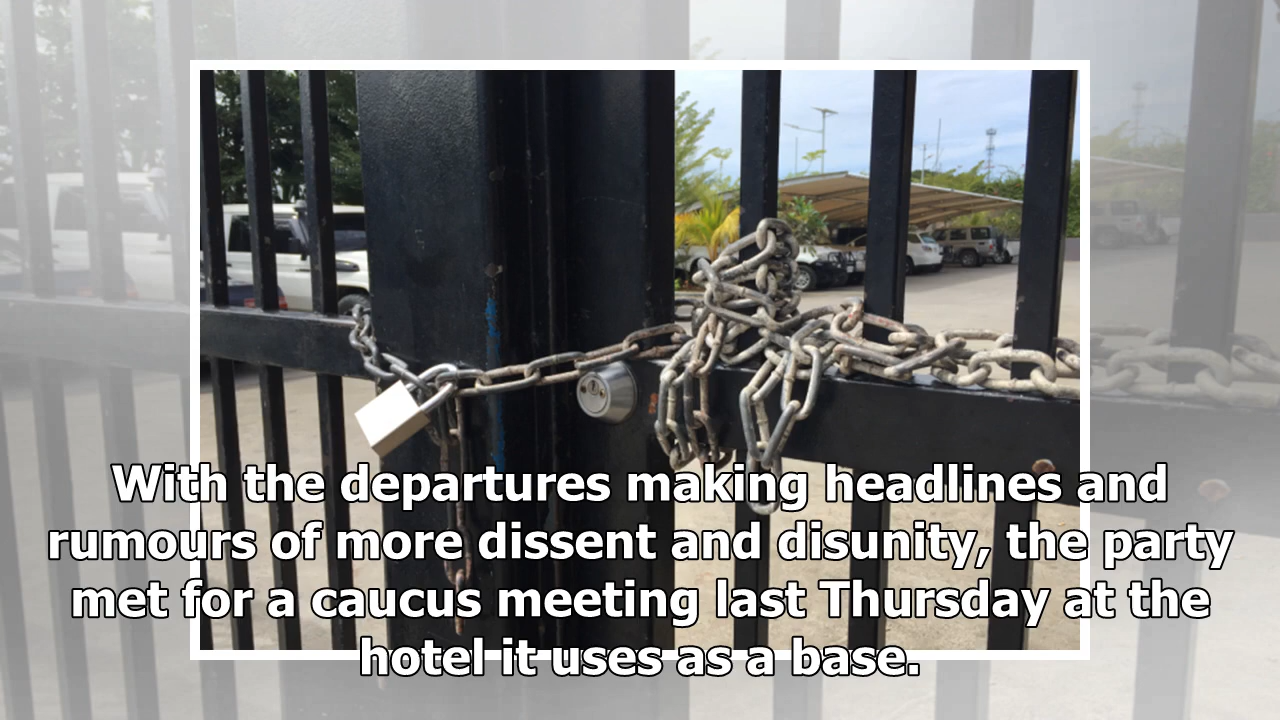 With the departures making headlines and
rumours of more dissent and disunity, the party
met for a caucus meeting last Thursday at the
hotel it uses as a base.